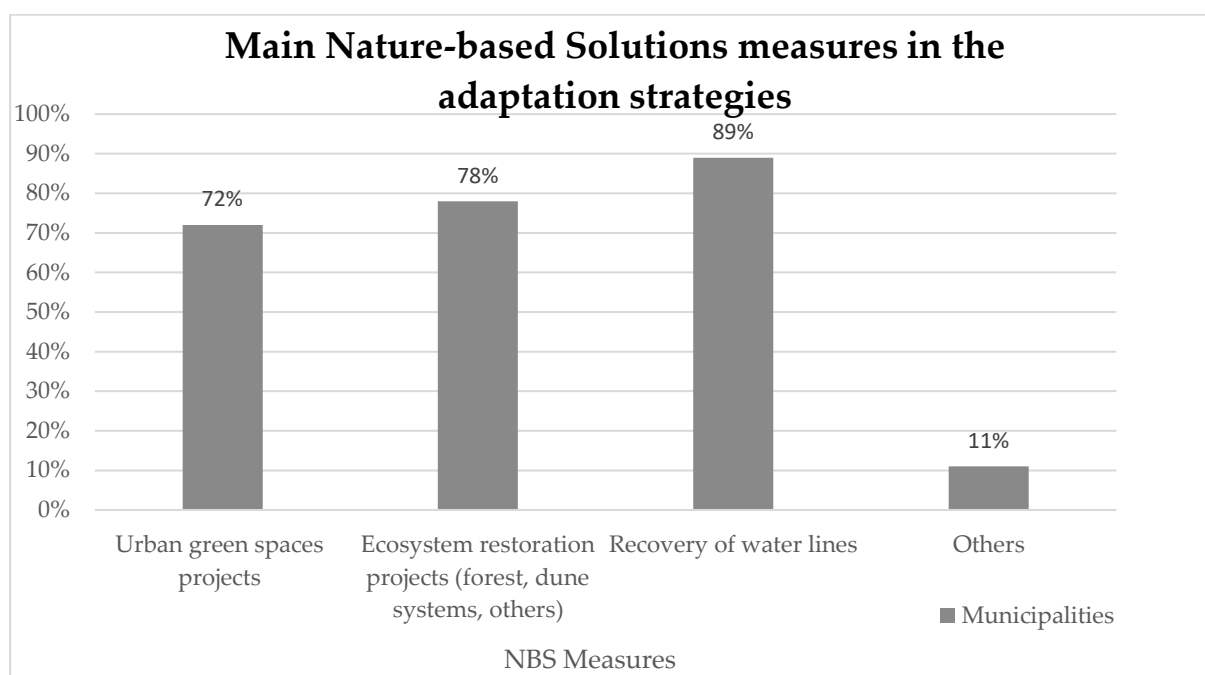 Main Nature-based Solutions measures in the
adaptation strategies
100%
90%
80%
70%
60%
50%
40%
30%
20%
10%
0%
72%
78%
89%
11%
Urban green spaces
projects
Ecosystem restoration
projects (forest, dune
systems, others)
Recovery of water lines
Others
Municipalities
NBS Measures